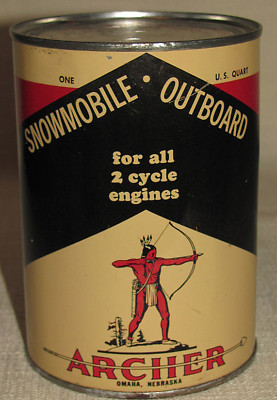 ONE U.S. QUART
SNOWMOBILE • OUTBOARD
for all
2 cycle
engines
ARCHER
OMAHA, NEBRASKA